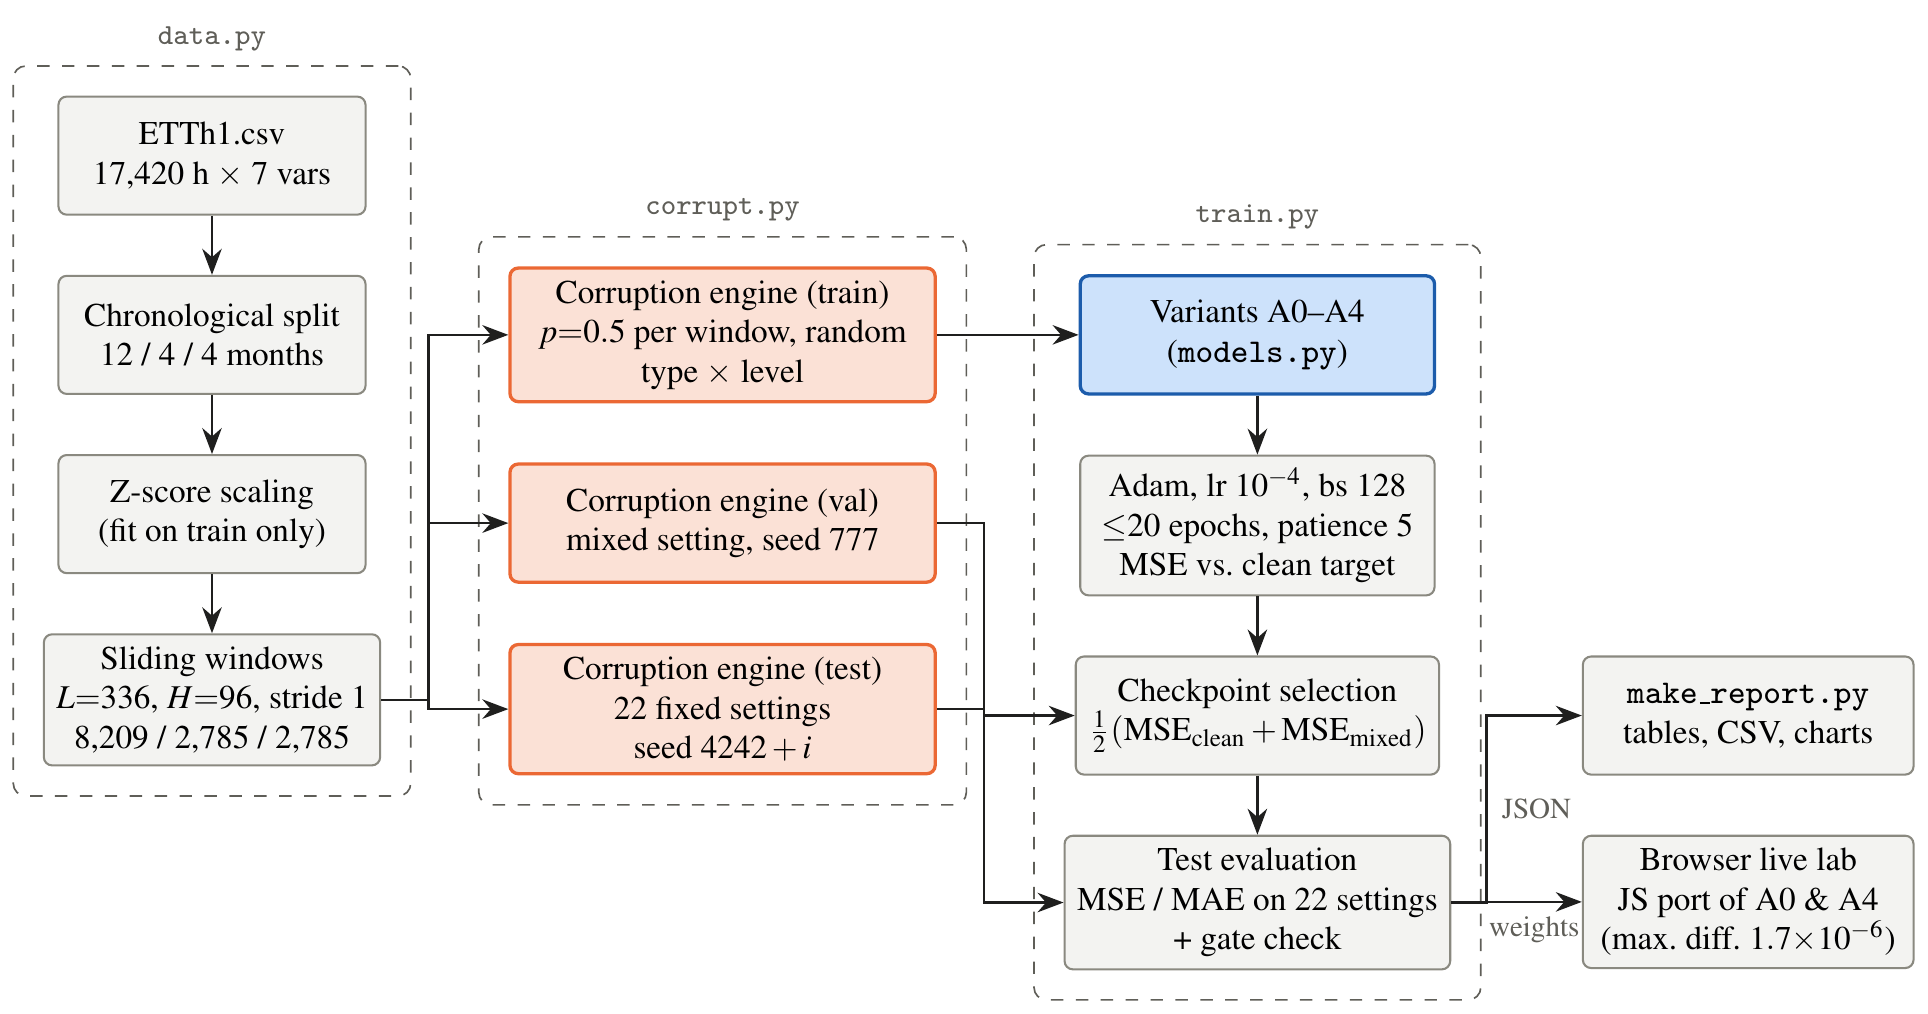 data.py
ETTh1.csv
17,420 h × 7 vars
Chronological split
12 / 4 / 4 months
Z-score scaling
(fit on train only)
Sliding windows
L=336, H=96, stride 1
8,209 / 2,785 / 2,785
corrupt.py
Corruption engine (train)
p=0.5 per window, random
type × level
Corruption engine (val)
mixed setting, seed 777
Corruption engine (test)
22 fixed settings
seed 4242 + i
train.py
Variants A0–A4
(models.py)
Adam, lr 10⁻⁴, bs 128
≤20 epochs, patience 5
MSE vs. clean target
Checkpoint selection
½(MSE_clean + MSE_mixed)
Test evaluation
MSE / MAE on 22 settings
+ gate check
JSON
weights
make_report.py
tables, CSV, charts
Browser live lab
JS port of A0 & A4
(max. diff. 1.7×10⁻⁶)